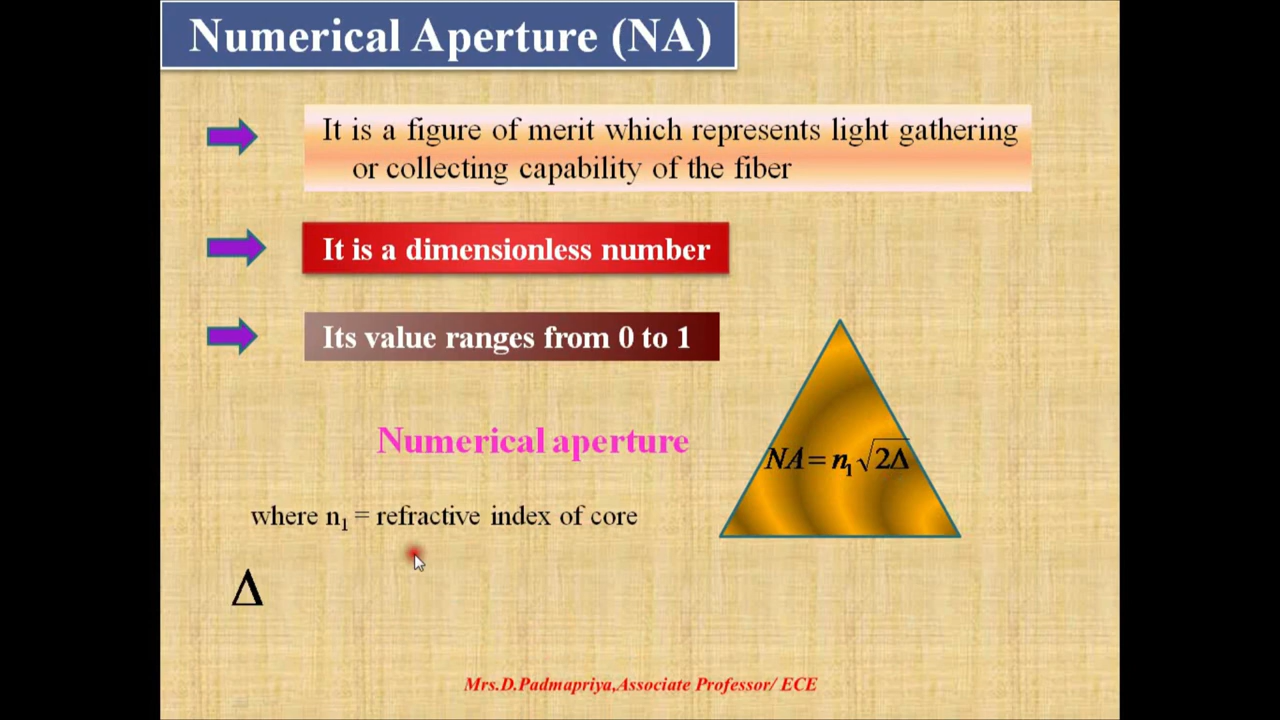 Numerical Aperture (NA)
It is a figure of merit which represents light gathering
or collecting capability of the fiber
It is a dimensionless number
Its value ranges from 0 to 1
Numerical aperture
NA = n₁√2Δ
where n₁ = refractive index of core
Δ
Mrs.D.Padmapriya,Associate Professor/ ECE